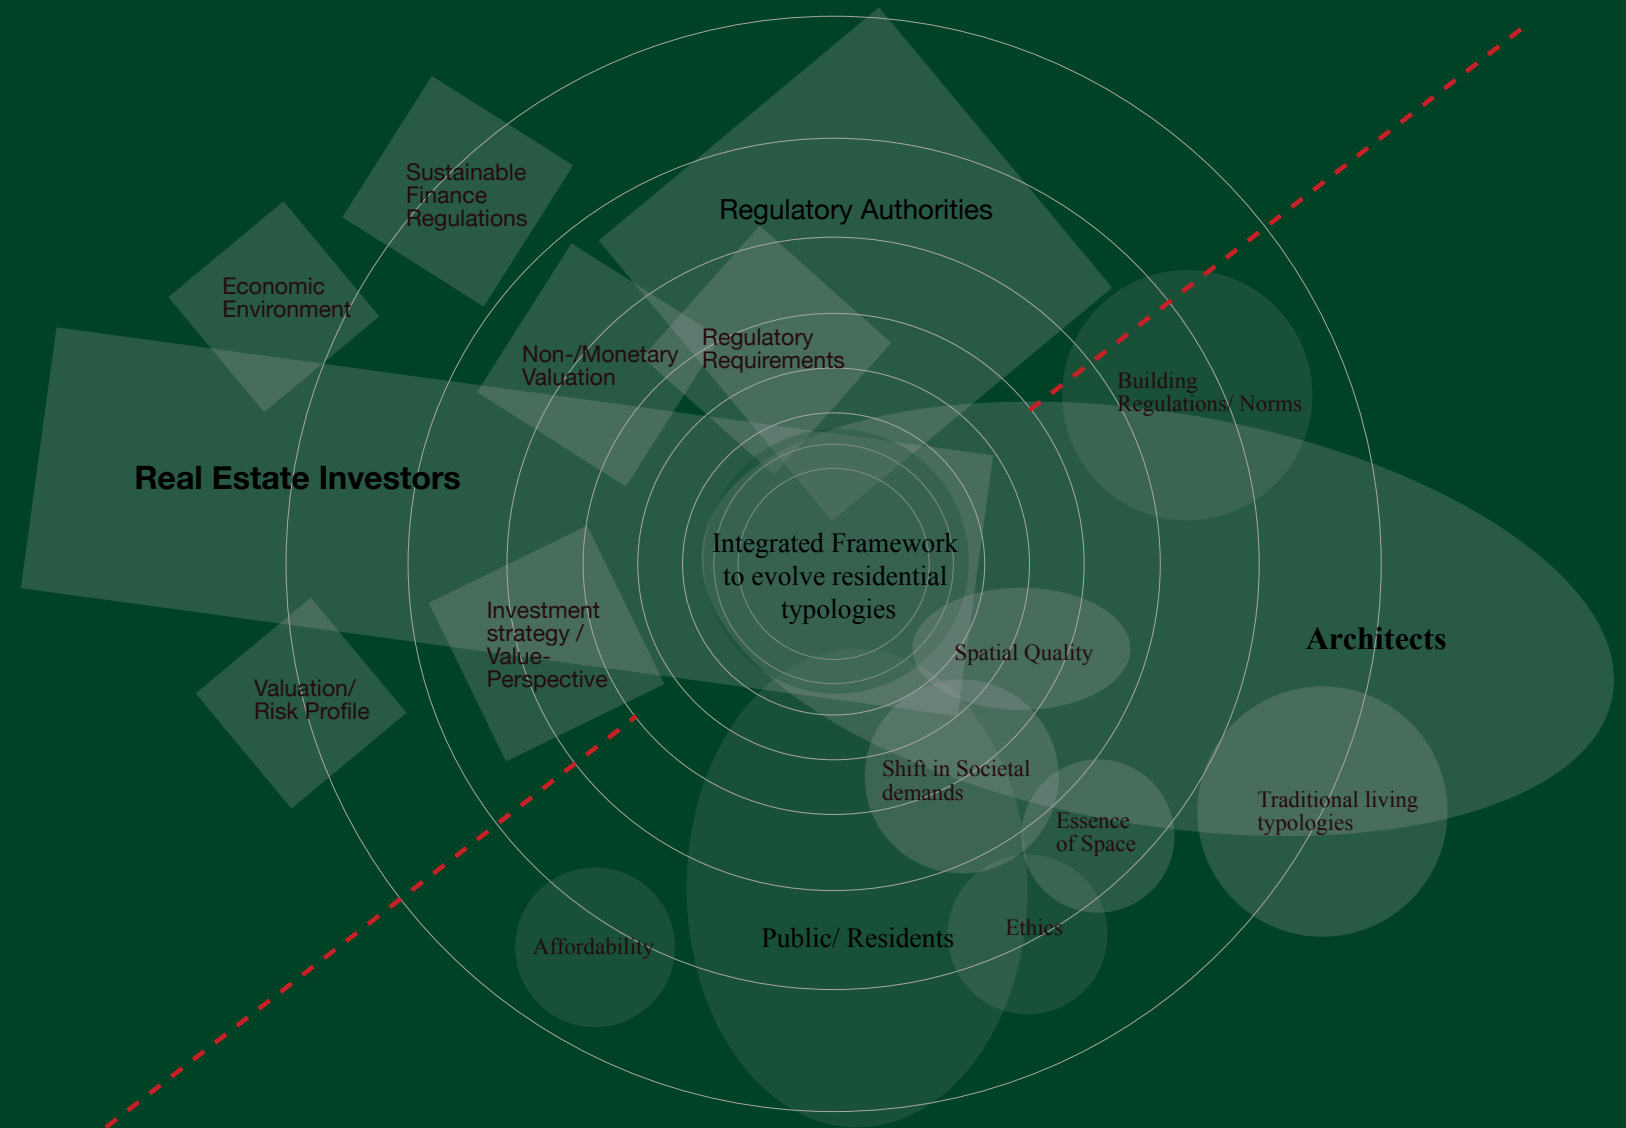 Sustainable
Finance
Regulations
Regulatory Authorities
Economic
Environment
Non-/Monetary
Valuation
Regulatory
Requirements
Building
Regulations/ Norms
Real Estate Investors
Integrated Framework
to evolve residential
typologies
Investment
strategy /
Value-
Perspective
Spatial Quality
Architects
Valuation/
Risk Profile
Shift in Societal
demands
Essence
of Space
Traditional living
typologies
Ethics
Public/ Residents
Affordability